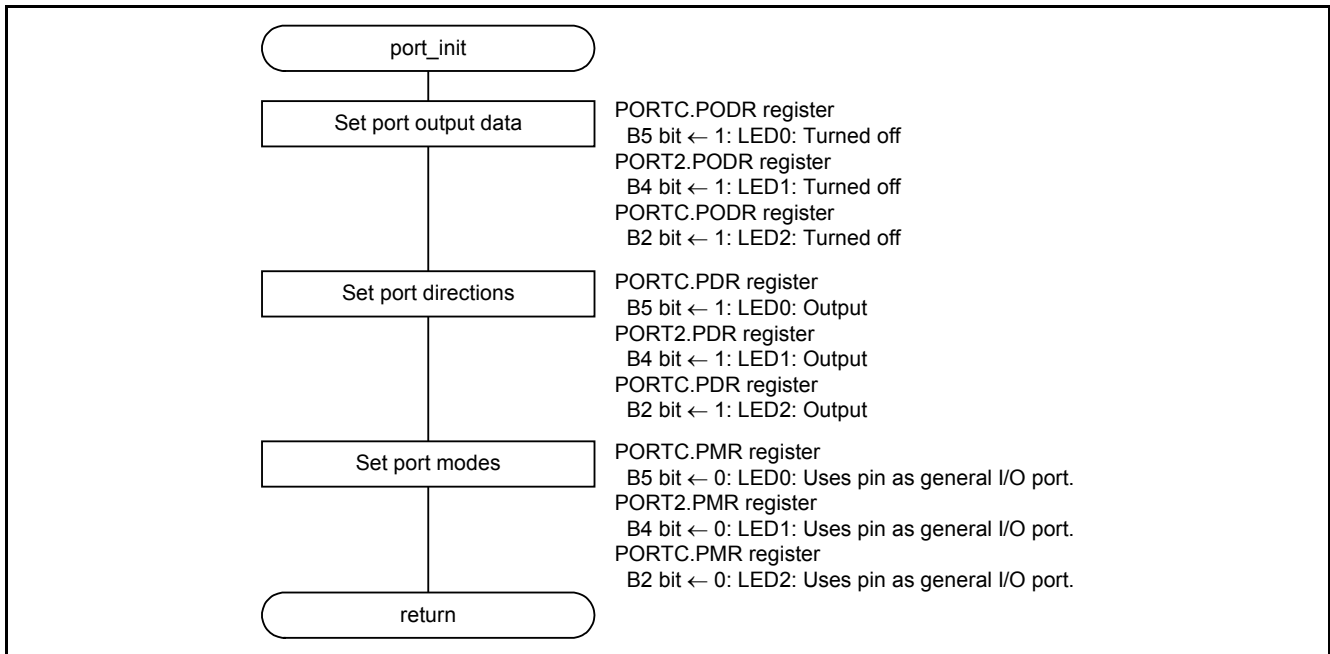 port_init
Set port output data
PORTC.PODR register
B5 bit ← 1: LED0: Turned off
PORT2.PODR register
B4 bit ← 1: LED1: Turned off
PORTC.PODR register
B2 bit ← 1: LED2: Turned off
Set port directions
PORTC.PDR register
B5 bit ← 1: LED0: Output
PORT2.PDR register
B4 bit ← 1: LED1: Output
PORTC.PDR register
B2 bit ← 1: LED2: Output
Set port modes
PORTC.PMR register
B5 bit ← 0: LED0: Uses pin as general I/O port.
PORT2.PMR register
B4 bit ← 0: LED1: Uses pin as general I/O port.
PORTC.PMR register
B2 bit ← 0: LED2: Uses pin as general I/O port.
return